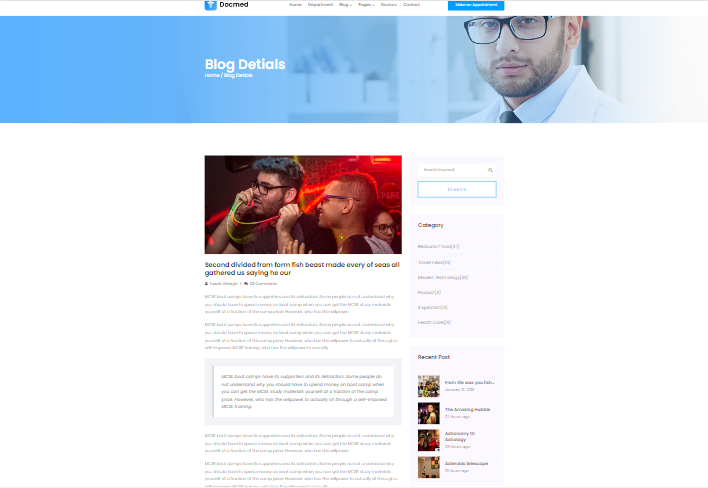 Docmed
Home Department Blog Pages Doctors Contact
Make an Appointment
Blog Detials
Home / Blog Detials
Second divided from form fish beast made every of seas all
gathered us saying he our
Travel, Lifestyle | 03 Comments
MCSE boot camps have its supporters and its detractors. Some people do not understand why
you should have to spend money on boot camp when you can get the MCSE study materials
yourself at a fraction of the camp price. However, who has the willpower
MCSE boot camps have its supporters and its detractors. Some people do not understand why
you should have to spend money on boot camp when you can get the MCSE study materials
yourself at a fraction of the camp price. However, who has the willpower to actually sit through a
self-imposed MCSE training. who has the willpower to actually
MCSE boot camps have its supporters and its detractors. Some people do
not understand why you should have to spend money on boot camp when
you can get the MCSE study materials yourself at a fraction of the camp
price. However, who has the willpower to actually sit through a self-imposed
MCSE training.
MCSE boot camps have its supporters and its detractors. Some people do not understand why
you should have to spend money on boot camp when you can get the MCSE study materials
yourself at a fraction of the camp price. However, who has the willpower
MCSE boot camps have its supporters and its detractors. Some people do not understand why
you should have to spend money on boot camp when you can get the MCSE study materials
yourself at a fraction of the camp price. However, who has the willpower to actually sit through a
Search Keyword
SEARCH
Category
Resaurant food(37)
Travel news(10)
Modern technology(03)
Product(11)
Inspiration(21)
Health Care(21)
Recent Post
From life was you fish...
January 12, 2019
The Amazing Hubble
02 Hours ago
Astronomy Or
Astrology
03 Hours ago
Asteroids telescope
01 Hours ago